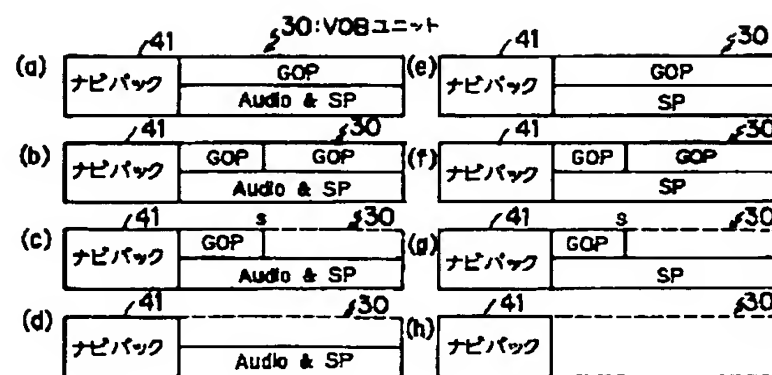 30:VOBユニット
41
(a) ナビパック GOP
Audio & SP
41 30
(e) ナビパック GOP
SP
41 30
(b) ナビパック GOP GOP
Audio & SP
41 30
(f) ナビパック GOP GOP
SP
41 s 30
(c) ナビパック GOP
Audio & SP
41 s 30
(g) ナビパック GOP
SP
41 30
(d) ナビパック
Audio & SP
41 30
(h) ナビパック